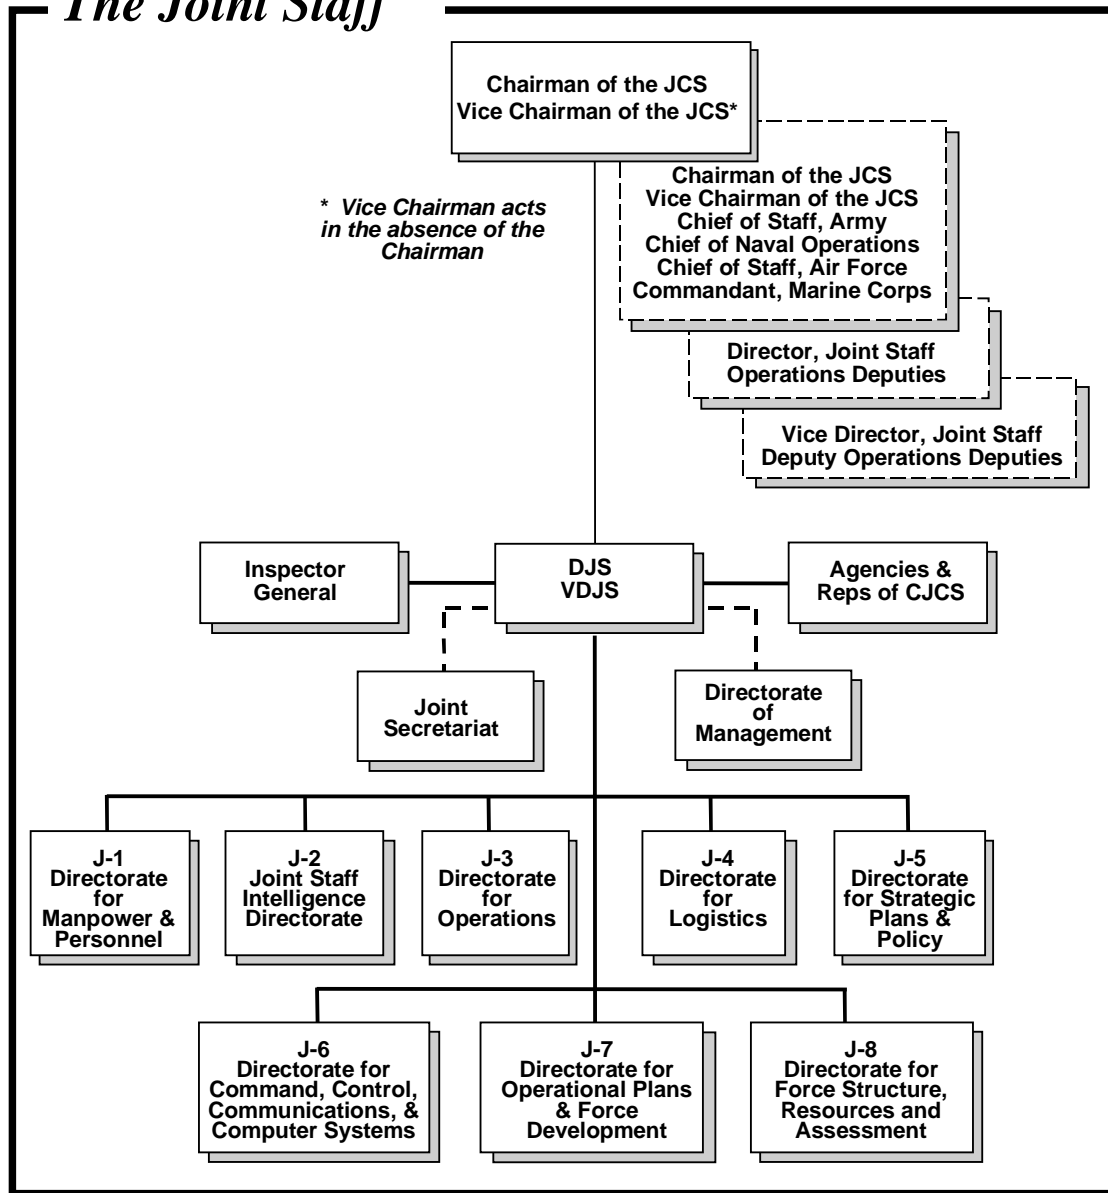 The Joint Staff
Chairman of the JCS
Vice Chairman of the JCS*
* Vice Chairman acts
in the absence of the
Chairman
Chairman of the JCS
Vice Chairman of the JCS
Chief of Staff, Army
Chief of Naval Operations
Chief of Staff, Air Force
Commandant, Marine Corps
Director, Joint Staff
Operations Deputies
Vice Director, Joint Staff
Deputy Operations Deputies
Inspector
General
DJS
VDJS
Agencies &
Reps of CJCS
Joint
Secretariat
Directorate
of
Management
J-1
Directorate
for
Manpower &
Personnel
J-2
Joint Staff
Intelligence
Directorate
J-3
Directorate
for
Operations
J-4
Directorate
for
Logistics
J-5
Directorate
for Strategic
Plans &
Policy
J-6
Directorate for
Command, Control,
Communications, &
Computer Systems
J-7
Directorate for
Operational Plans
& Force
Development
J-8
Directorate for
Force Structure,
Resources and
Assessment